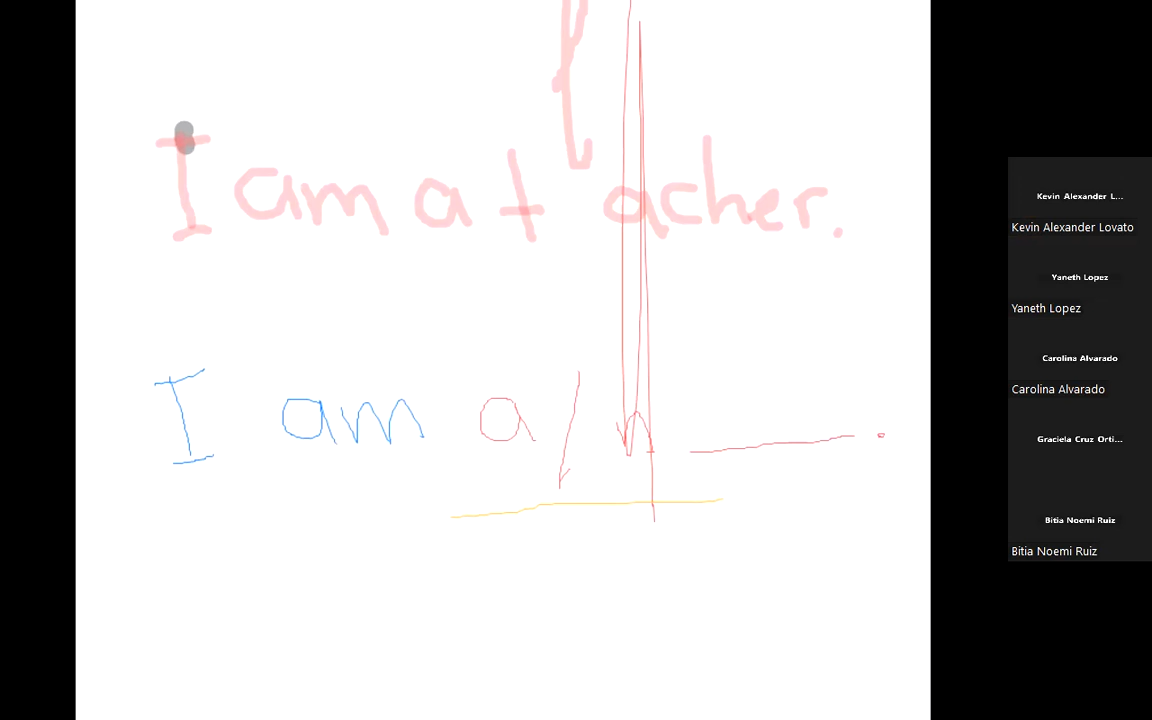 I am a t acher.
I am a/n ______.
Kevin Alexander L...
Kevin Alexander Lovato
Yaneth Lopez
Yaneth Lopez
Carolina Alvarado
Carolina Alvarado
Graciela Cruz Orti...
Bitia Noemi Ruiz
Bitia Noemi Ruiz